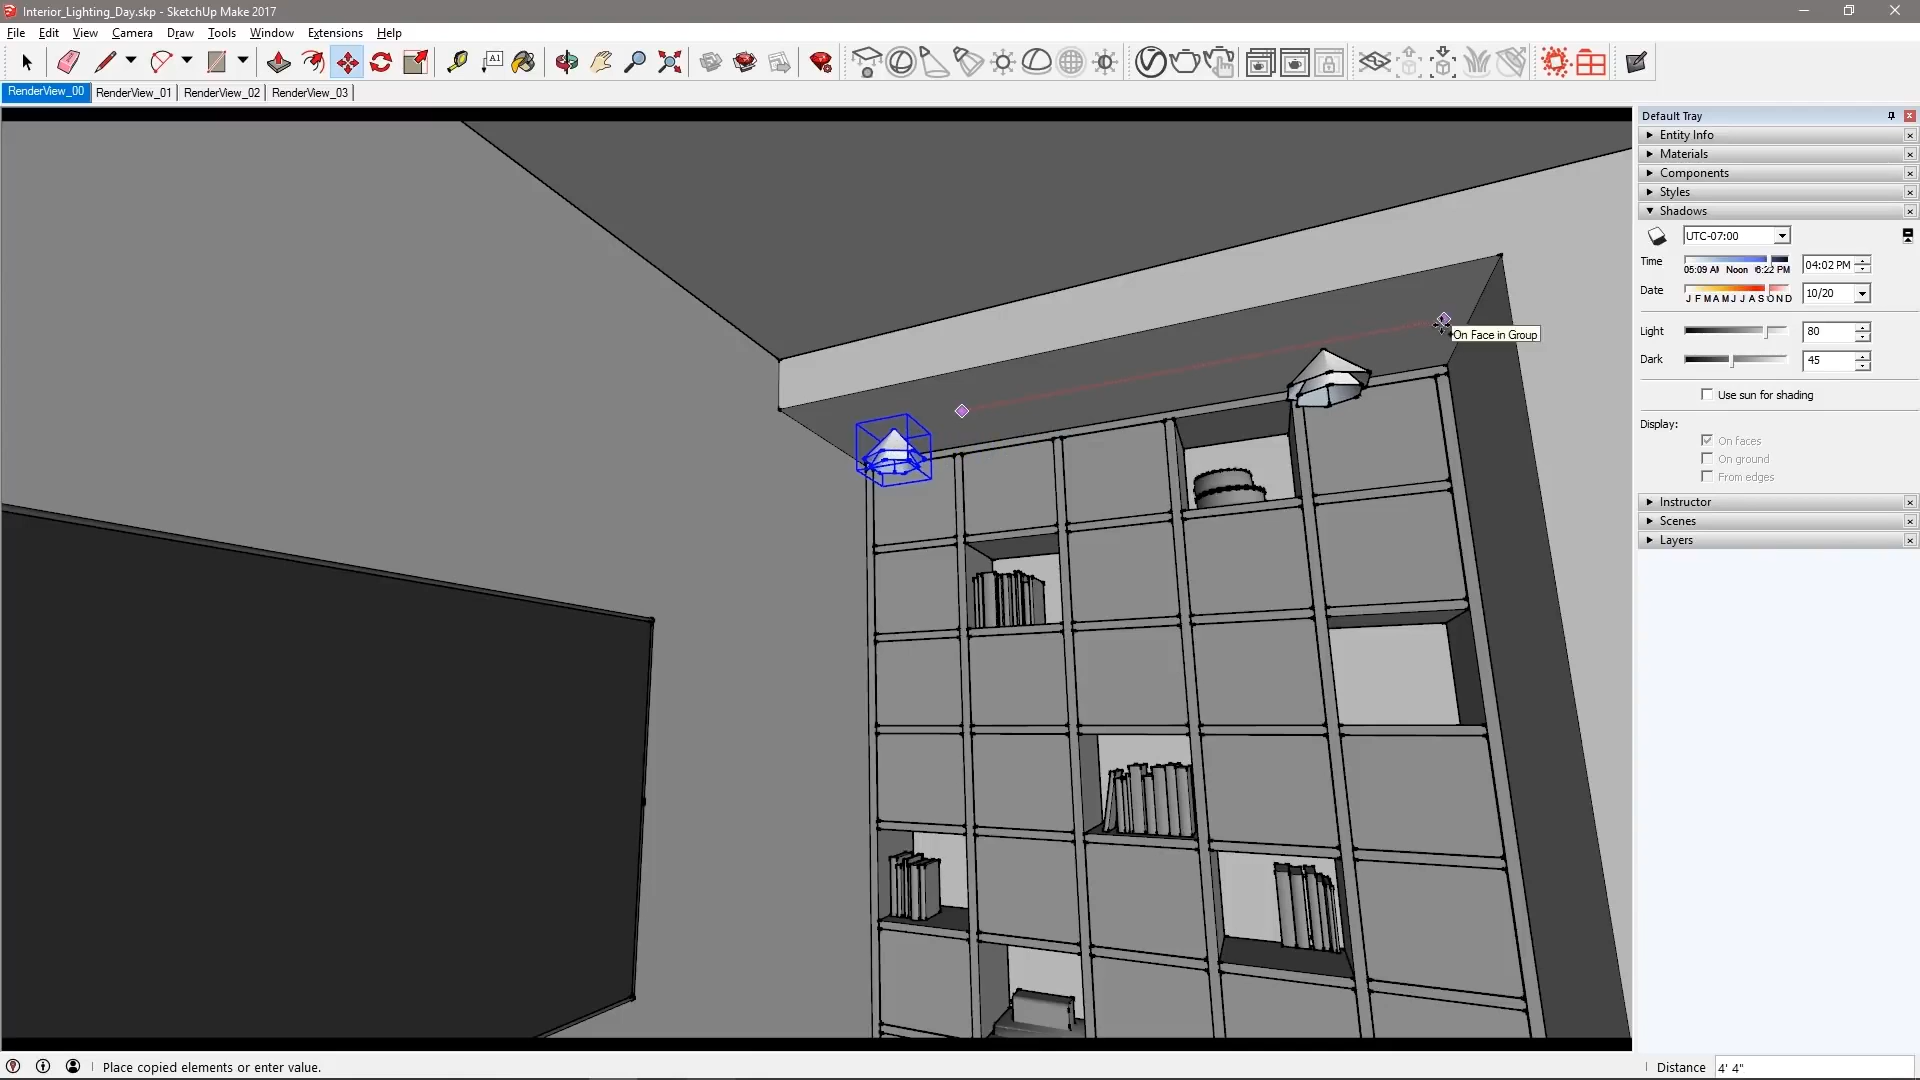 Interior_Lighting_Day.skp - SketchUp Make 2017
File Edit View Camera Draw Tools Window Extensions Help
A1
RenderView_00 RenderView_01 RenderView_02 RenderView_03
Default Tray
Entity Info
Materials
Components
Styles
Shadows
UTC-07:00
Time 04:02 PM
05:09 AM Noon 6:22 PM
Date 10/20
J F M A M J J A S O N D
Light 80
Dark 45
Use sun for shading
Display:
On faces
On ground
From edges
Instructor
Scenes
Layers
On Face in Group
Place copied elements or enter value.
Distance 4' 4"